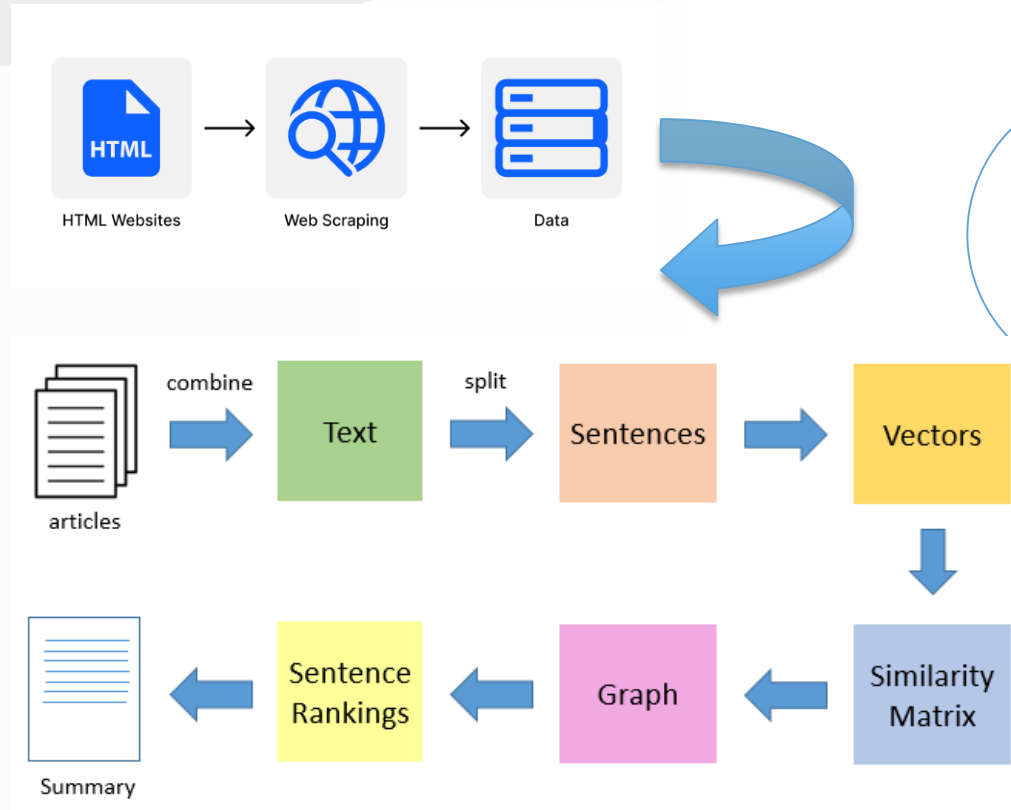 HTML
HTML Websites
Web Scraping
Data
combine
split
Text
Sentences
Vectors
articles
Sentence
Rankings
Graph
Similarity
Matrix
Summary